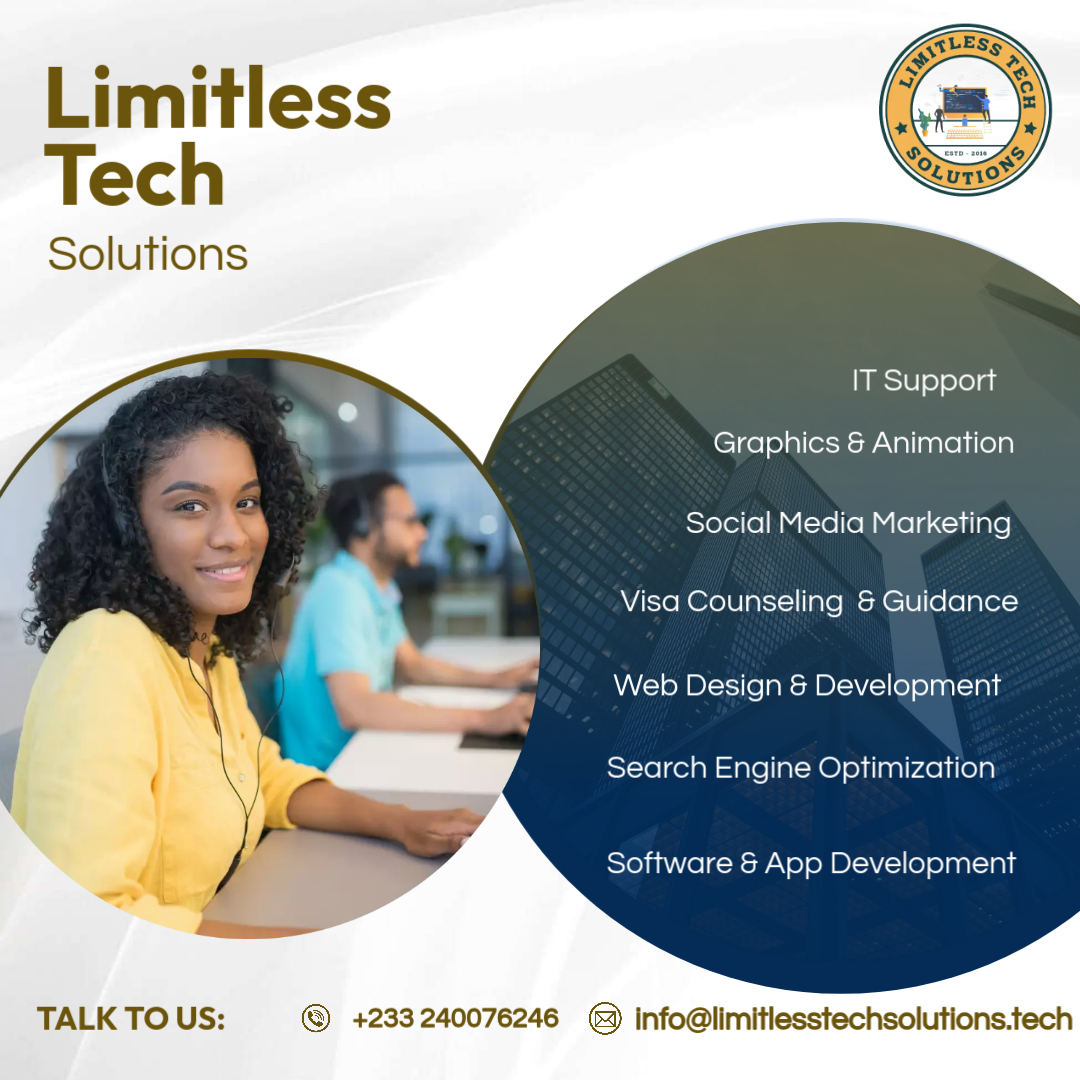 Limitless
Tech
Solutions
LIMITLESS TECH
ESTD - 2016
SOLUTIONS
IT Support
Graphics & Animation
Social Media Marketing
Visa Counseling & Guidance
Web Design & Development
Search Engine Optimization
Software & App Development
TALK TO US: +233 240076246 info@limitlesstechsolutions.tech